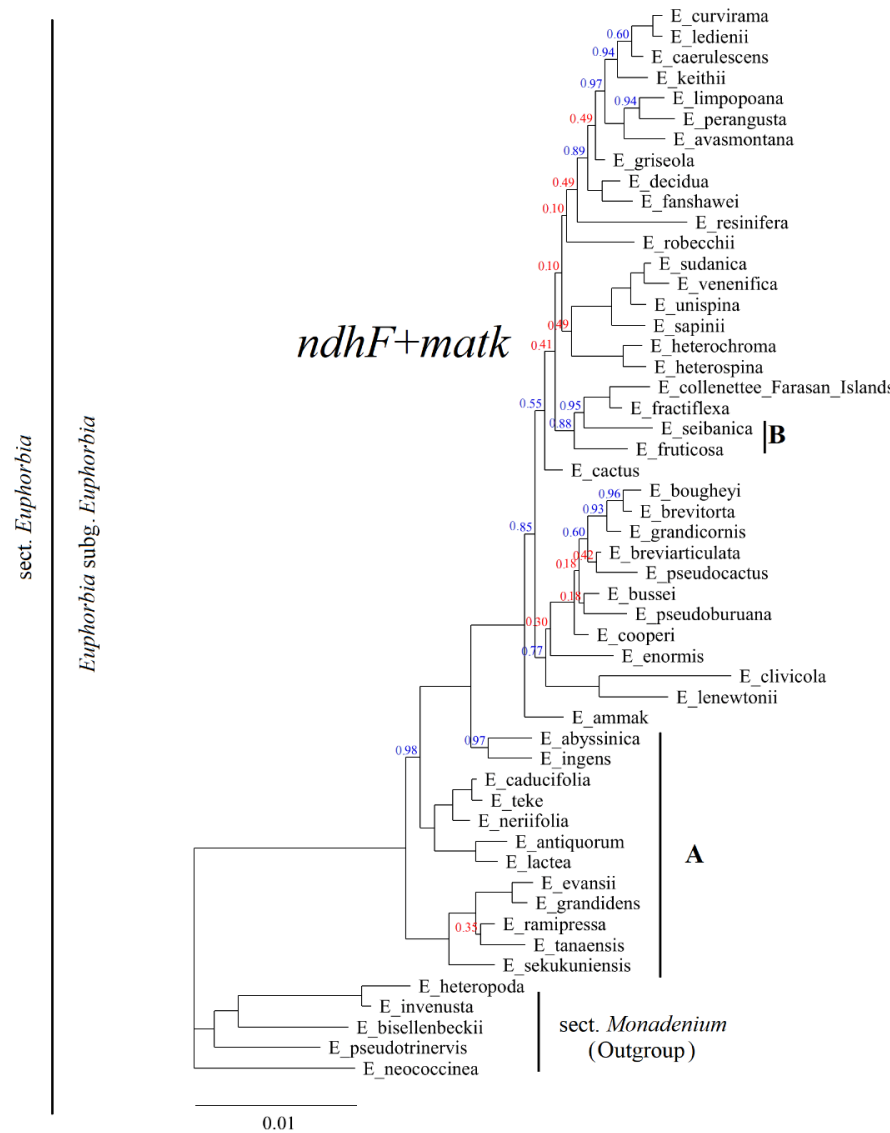 E_curvirama
0.60
E_ledienii
0.94
E_caerulescens
E_keithii
0.97
E_limpopoana
0.94
E_perangusta
0.49
E_avasmontana
0.89
E_griseola
E_decidua
0.49
E_fanshawei
0.10
E_resinifera
E_robecchii
0.10
E_sudanica
E_venenifica
E_unispina
0.49
E_sapinii
ndhF+matk
0.41
E_heterochroma
E_heterospina
E_collenettee_Farasan_Islands
0.55
0.95
E_fractiflexa
0.88
E_seibanica
B
E_fruticosa
E_cactus
0.96
E_bougheyi
0.93
E_brevitorta
0.85
0.60
E_grandicornis
0.42
E_breviarticulata
0.18
E_pseudocactus
0.18
E_bussei
E_pseudoburuana
0.30
E_cooperi
0.77
E_enormis
E_clivicola
E_lenewtonii
E_ammak
0.97
E_abyssinica
0.98
E_ingens
E_caducifolia
E_teke
E_neriifolia
E_antiquorum
E_lactea
A
E_evansii
E_grandidens
0.35
E_ramipressa
E_tanaensis
E_sekukuniensis
E_heteropoda
E_invenusta
E_bisellenbeckii
E_pseudotrinervis
E_neococcinea
sect. Monadenium
(Outgroup)
sect. Euphorbia
Euphorbia subg. Euphorbia
0.01